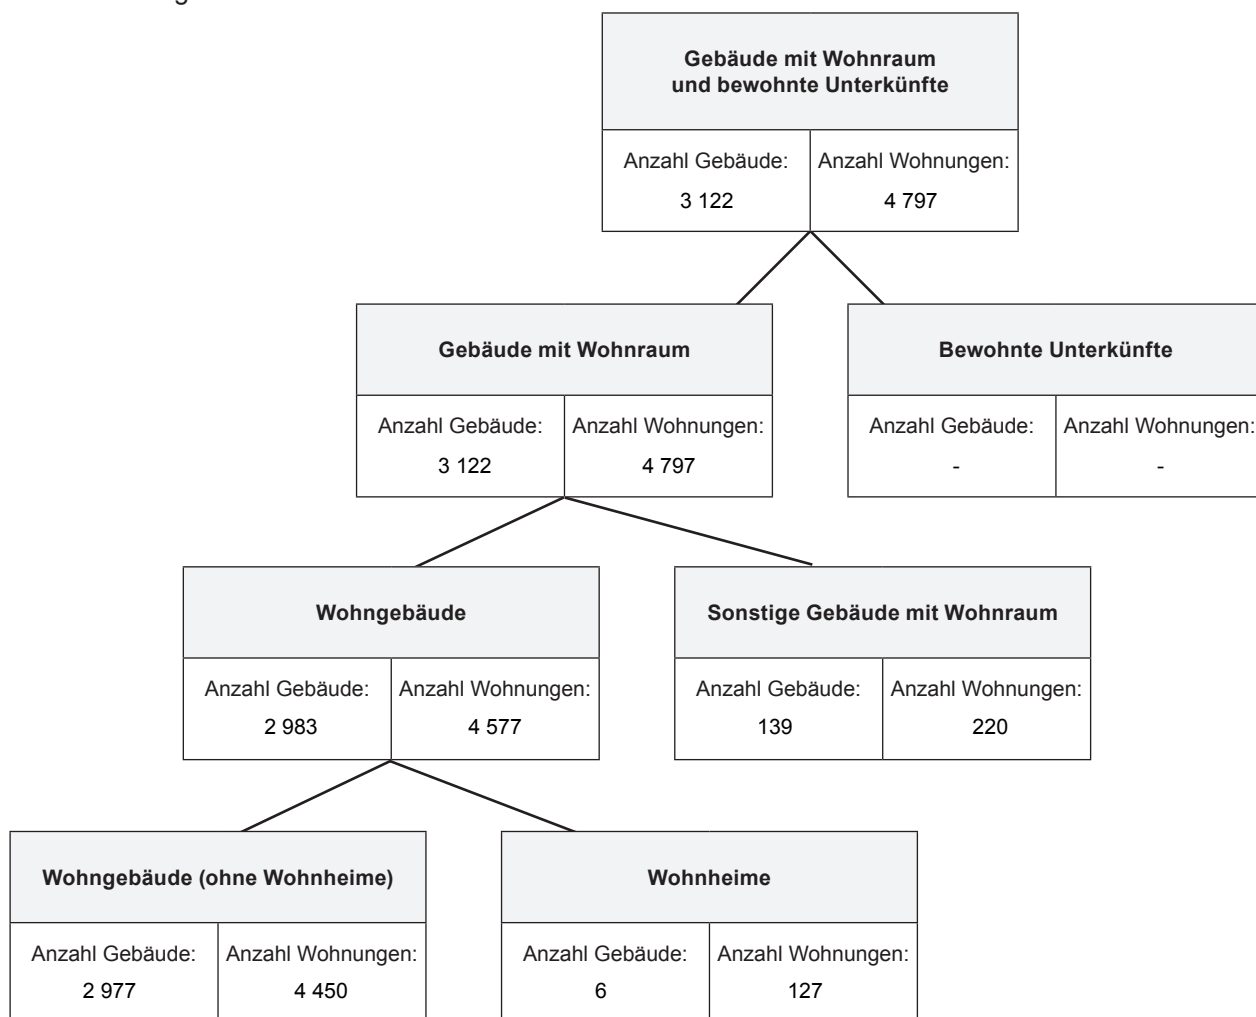 Gebäude mit Wohnraum
und bewohnte Unterkünfte
Anzahl Gebäude: Anzahl Wohnungen:
3 122 4 797
Gebäude mit Wohnraum
Anzahl Gebäude: Anzahl Wohnungen:
3 122 4 797
Bewohnte Unterkünfte
Anzahl Gebäude: Anzahl Wohnungen:
- -
Wohngebäude
Anzahl Gebäude: Anzahl Wohnungen:
2 983 4 577
Sonstige Gebäude mit Wohnraum
Anzahl Gebäude: Anzahl Wohnungen:
139 220
Wohngebäude (ohne Wohnheime)
Anzahl Gebäude: Anzahl Wohnungen:
2 977 4 450
Wohnheime
Anzahl Gebäude: Anzahl Wohnungen:
6 127